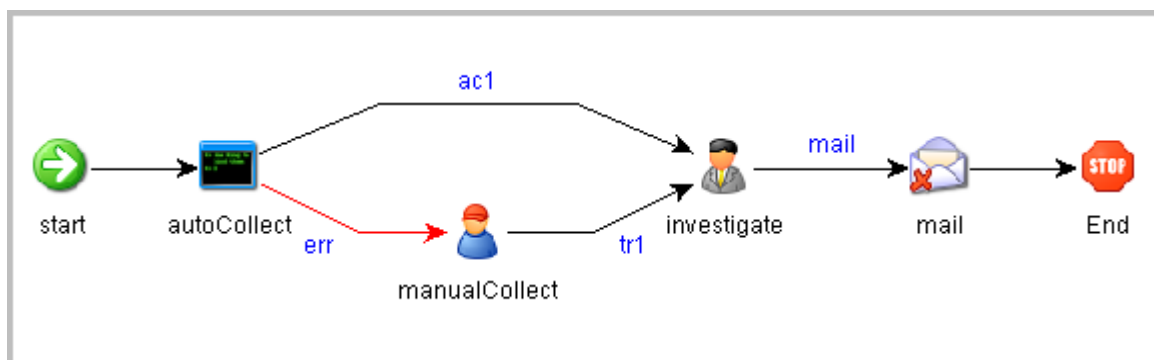 ac1
mail
STOP
start
autoCollect
err
manualCollect
tr1
investigate
mail
End